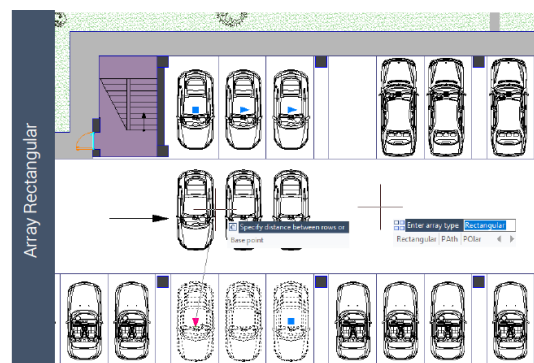 Array Rectangular
Specify distance between rows or
Base point
Enter array type Rectangular
Rectangular PAth POlar